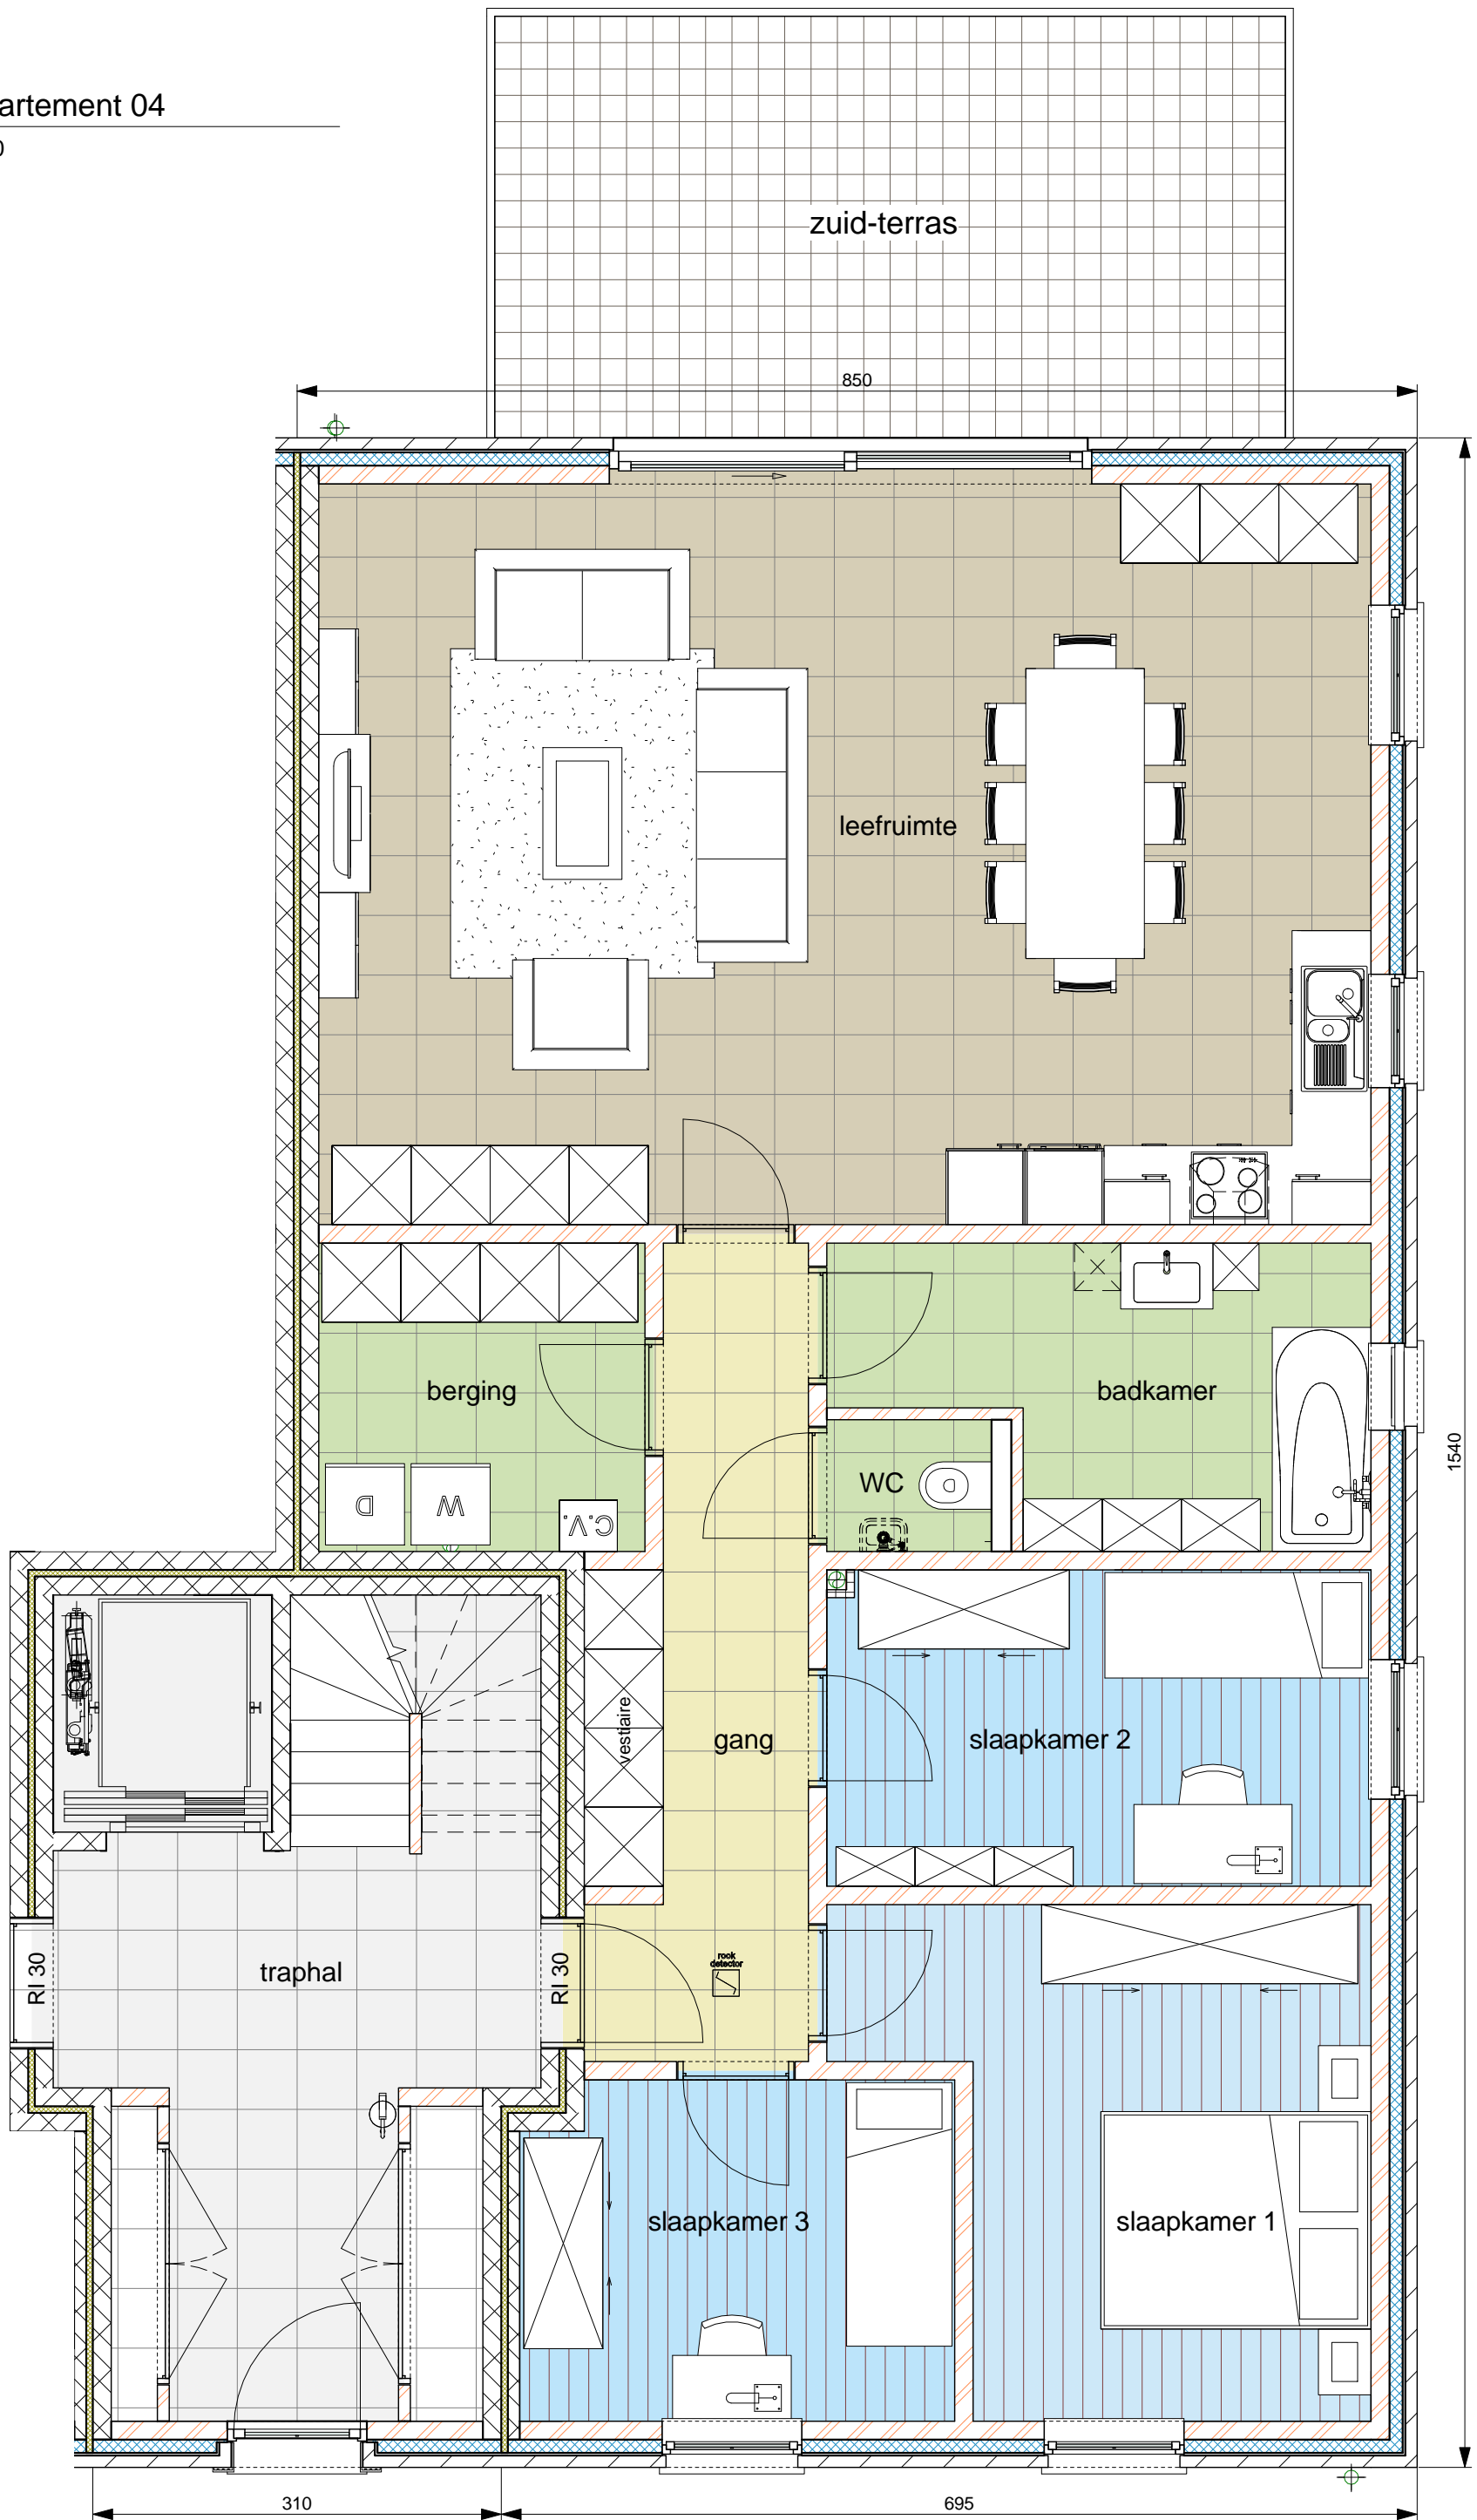 artement 04
0
zuid-terras
850
leefruimte
berging
badkamer
1540
WC
D
W
C.V.
vestiaire
gang
slaapkamer 2
RI 30
traphal
RI 30
rook
detector
slaapkamer 3
slaapkamer 1
310
695